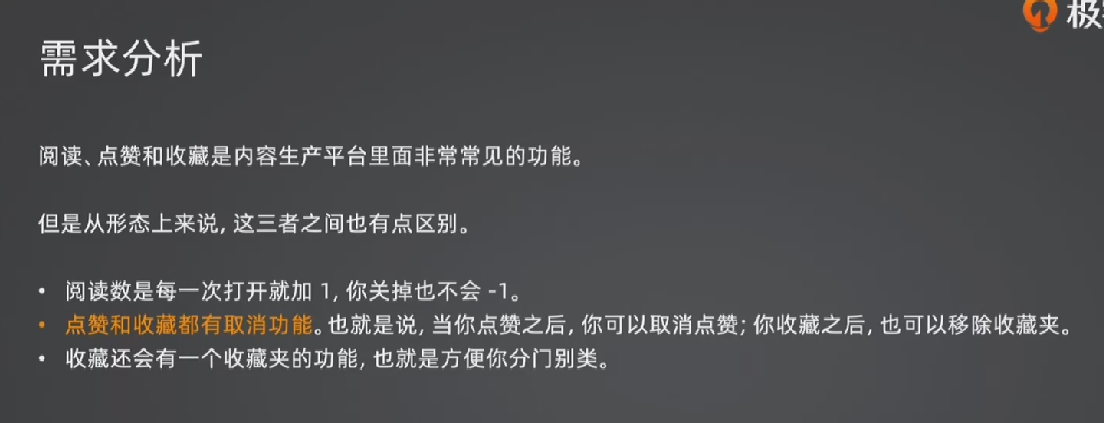 极
需求分析
阅读、点赞和收藏是内容生产平台里面非常常见的功能。
但是从形态上来说, 这三者之间也有点区别。
• 阅读数是每一次打开就加 1, 你关掉也不会 -1。
• 点赞和收藏都有取消功能。也就是说, 当你点赞之后, 你可以取消点赞; 你收藏之后, 也可以移除收藏夹。
• 收藏还会有一个收藏夹的功能, 也就是方便你分门别类。